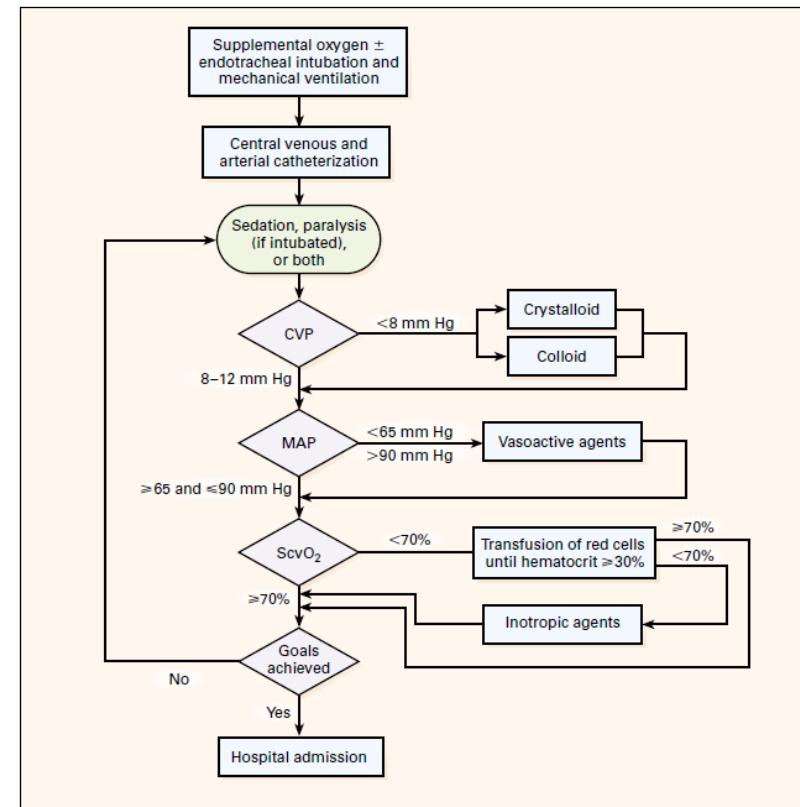 Supplemental oxygen ±
endotracheal intubation and
mechanical ventilation
Central venous and
arterial catheterization
Sedation, paralysis
(if intubated),
or both
CVP
<8 mm Hg
Crystalloid
Colloid
8–12 mm Hg
MAP
<65 mm Hg
>90 mm Hg
Vasoactive agents
≥65 and ≤90 mm Hg
ScvO₂
<70%
Transfusion of red cells
until hematocrit ≥30%
≥70%
<70%
≥70%
Inotropic agents
Goals
achieved
No
Yes
Hospital admission